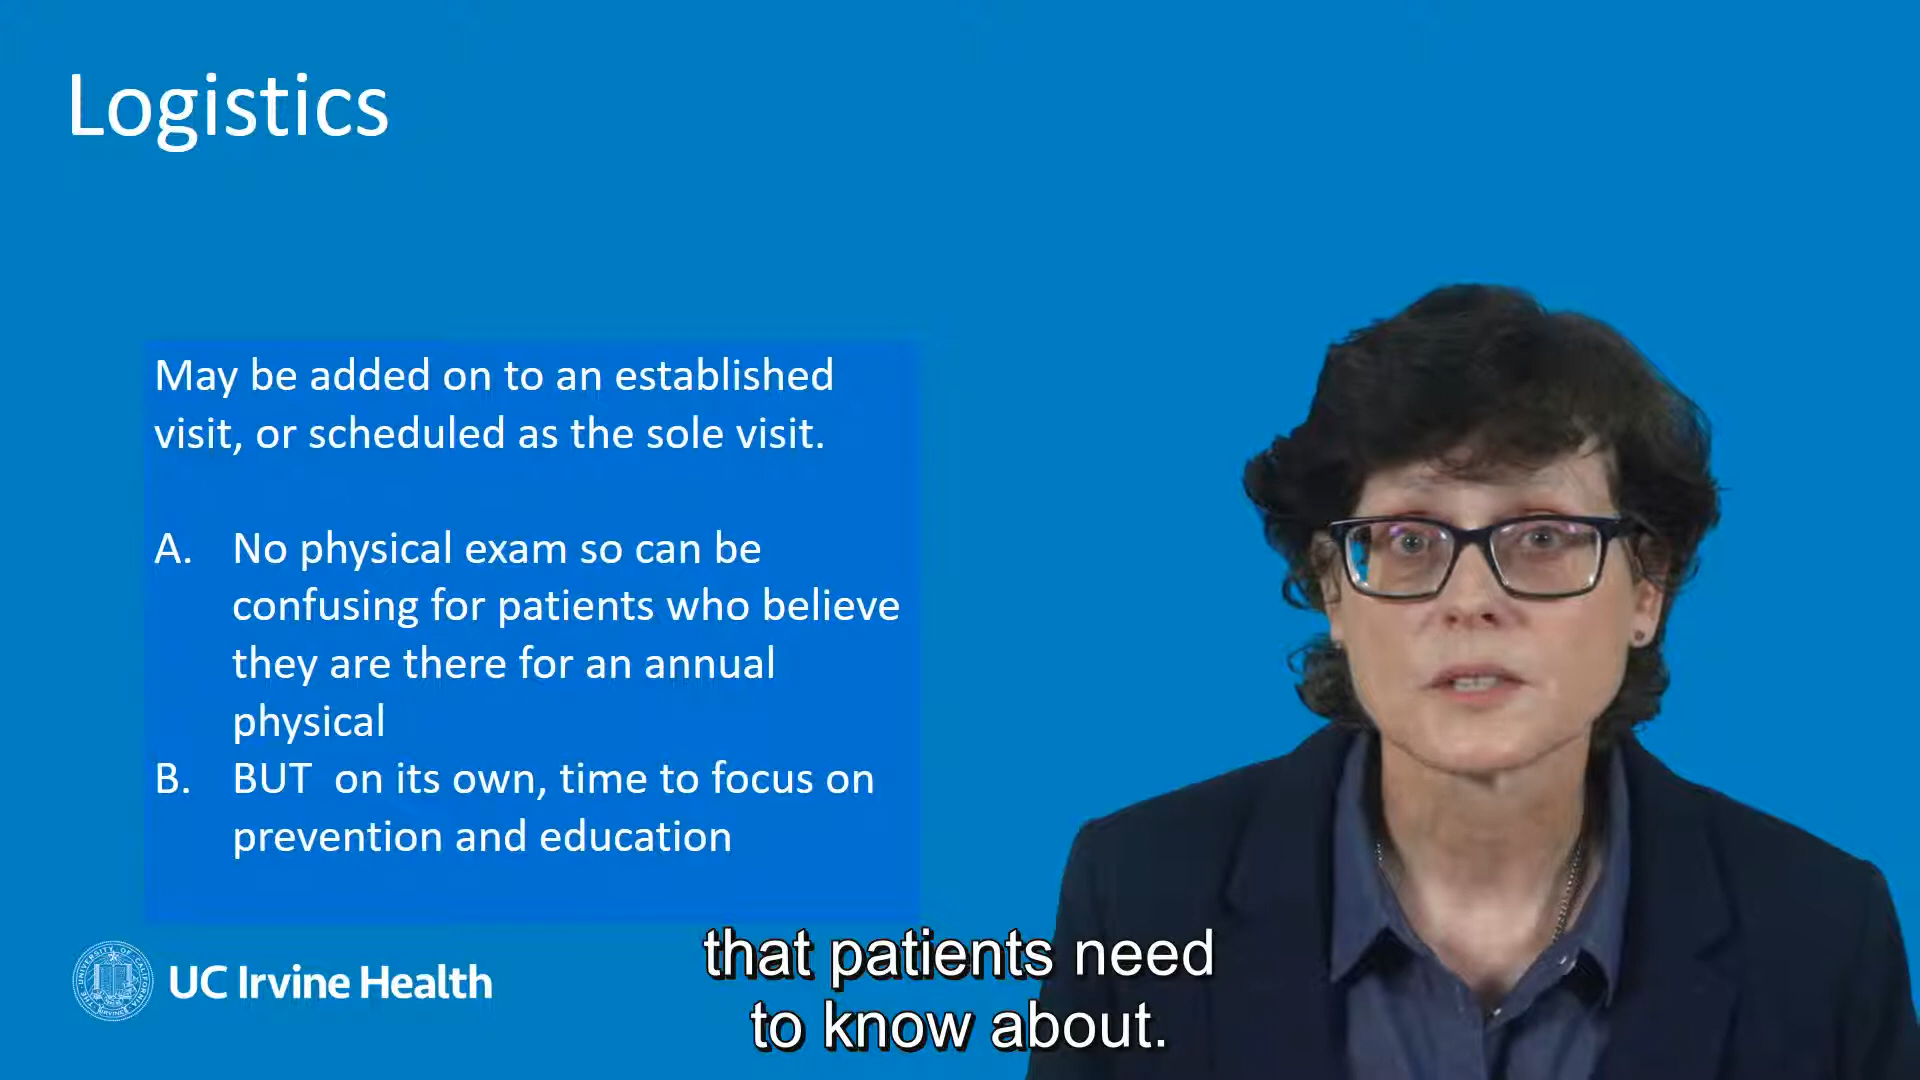 Logistics
May be added on to an established
visit, or scheduled as the sole visit.
A. No physical exam so can be
confusing for patients who believe
they are there for an annual
physical
B. BUT on its own, time to focus on
prevention and education
UC Irvine Health
that patients need
to know about.